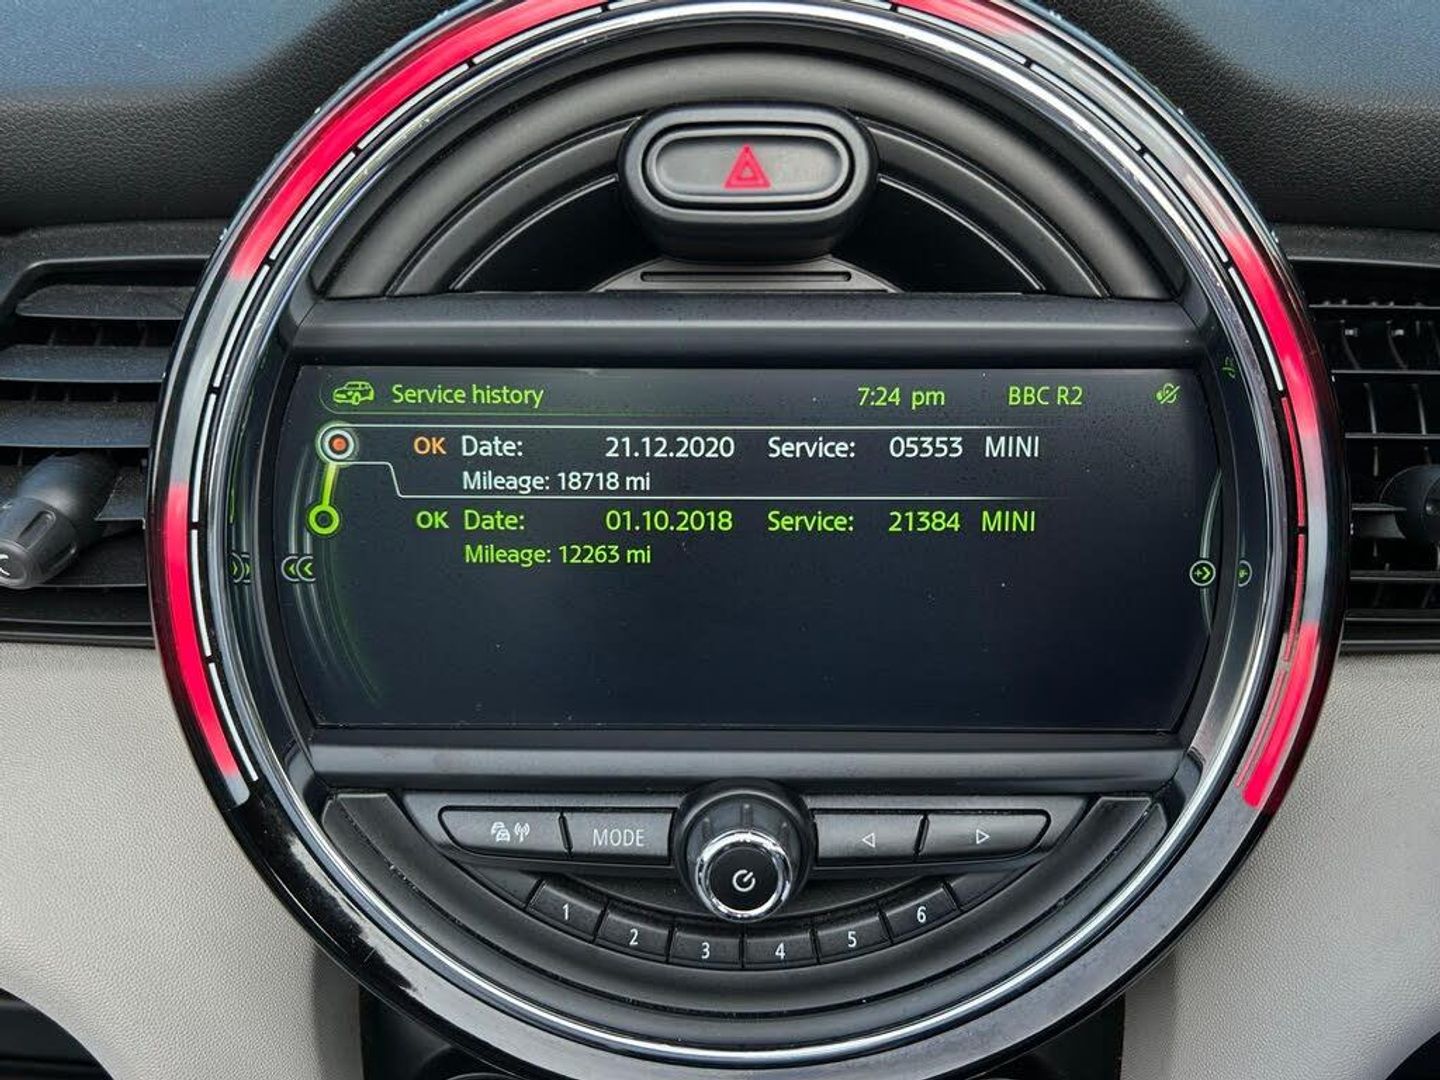 Service history 7:24 pm BBC R2
OK Date: 21.12.2020 Service: 05353 MINI
Mileage: 18718 mi
OK Date: 01.10.2018 Service: 21384 MINI
Mileage: 12263 mi
MODE
1 2 3 4 5 6